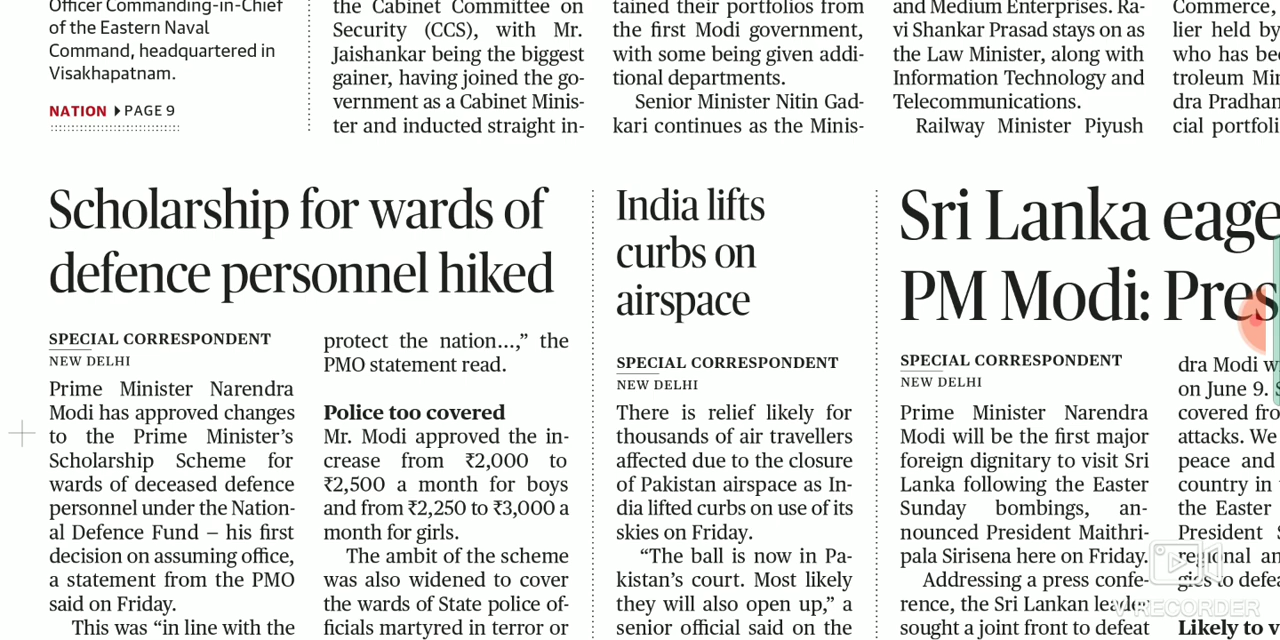 Officer Commanding-in-Chief
of the Eastern Naval
Command, headquartered in
Visakhapatnam.
NATION PAGE 9
the Cabinet Committee on
Security (CCS), with Mr.
Jaishankar being the biggest
gainer, having joined the go-
vernment as a Cabinet Minis-
ter and inducted straight in-
tained their portfolios from
the first Modi government,
with some being given addi-
tional departments.
Senior Minister Nitin Gad-
kari continues as the Minis-
and Medium Enterprises. Ra-
vi Shankar Prasad stays on as
the Law Minister, along with
Information Technology and
Telecommunications.
Railway Minister Piyush
Commerce,
lier held by
who has
troleum
dra Pradhan
cial
Scholarship for wards of
defence personnel hiked
SPECIAL CORRESPONDENT
NEW DELHI
Prime Minister Narendra
Modi has approved changes
to the Prime Minister’s
Scholarship Scheme for
wards of deceased defence
personnel under the Nation-
al Defence Fund – his first
decision on assuming office,
a statement from the PMO
said on Friday.
This was “in line with the
protect the nation...,” the
PMO statement read.
Police too covered
Mr. Modi approved the in-
crease from ₹2,000 to
₹2,500 a month for boys
and from ₹2,250 to ₹3,000 a
month for girls.
The ambit of the scheme
was also widened to cover
the wards of State police of-
ficials martyred in terror or
India lifts
curbs on
airspace
SPECIAL CORRESPONDENT
NEW DELHI
There is relief likely for
thousands of air travellers
affected due to the closure
of Pakistan airspace as In-
dia lifted curbs on use of its
skies on Friday.
“The ball is now in Pa-
kistan’s court. Most likely
they will also open up,” a
senior official said on the
Sri Lanka eage
PM Modi: Pres
SPECIAL CORRESPONDENT
NEW DELHI
Prime Minister Narendra
Modi will be the first major
foreign dignitary to visit Sri
Lanka following the Easter
Sunday bombings, an-
nounced President Maithri-
pala Sirisena here on Friday.
Addressing a press confe-
rence, the Sri Lankan leader
sought a joint front to defeat
dra Modi
on June 9.
covered
attacks. We
peace and
country in
the Easter
President
regional
gies to
Likely to
V RECORDER